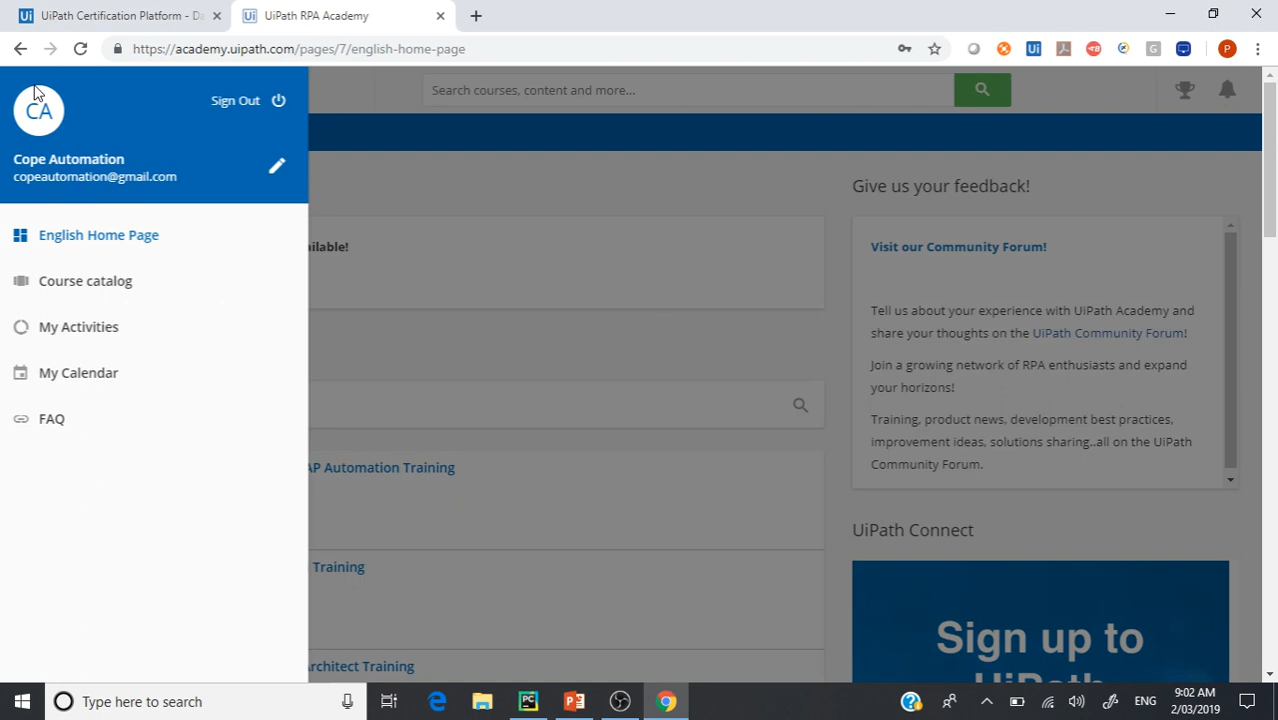 UiPath Certification Platform - Da
UiPath RPA Academy
https://academy.uipath.com/pages/7/english-home-page
P
CA
Sign Out
Search courses, content and more...
Cope Automation
copeautomation@gmail.com
Give us your feedback!
English Home Page
Course catalog
My Activities
My Calendar
FAQ
ailable!
Visit our Community Forum!
Tell us about your experience with UiPath Academy and
share your thoughts on the UiPath Community Forum!
Join a growing network of RPA enthusiasts and expand
your horizons!
Training, product news, development best practices,
improvement ideas, solutions sharing..all on the UiPath
Community Forum.
AP Automation Training
UiPath Connect
Training
Sign up to
UiPath
Architect Training
Type here to search
ENG
9:02 AM
2/03/2019